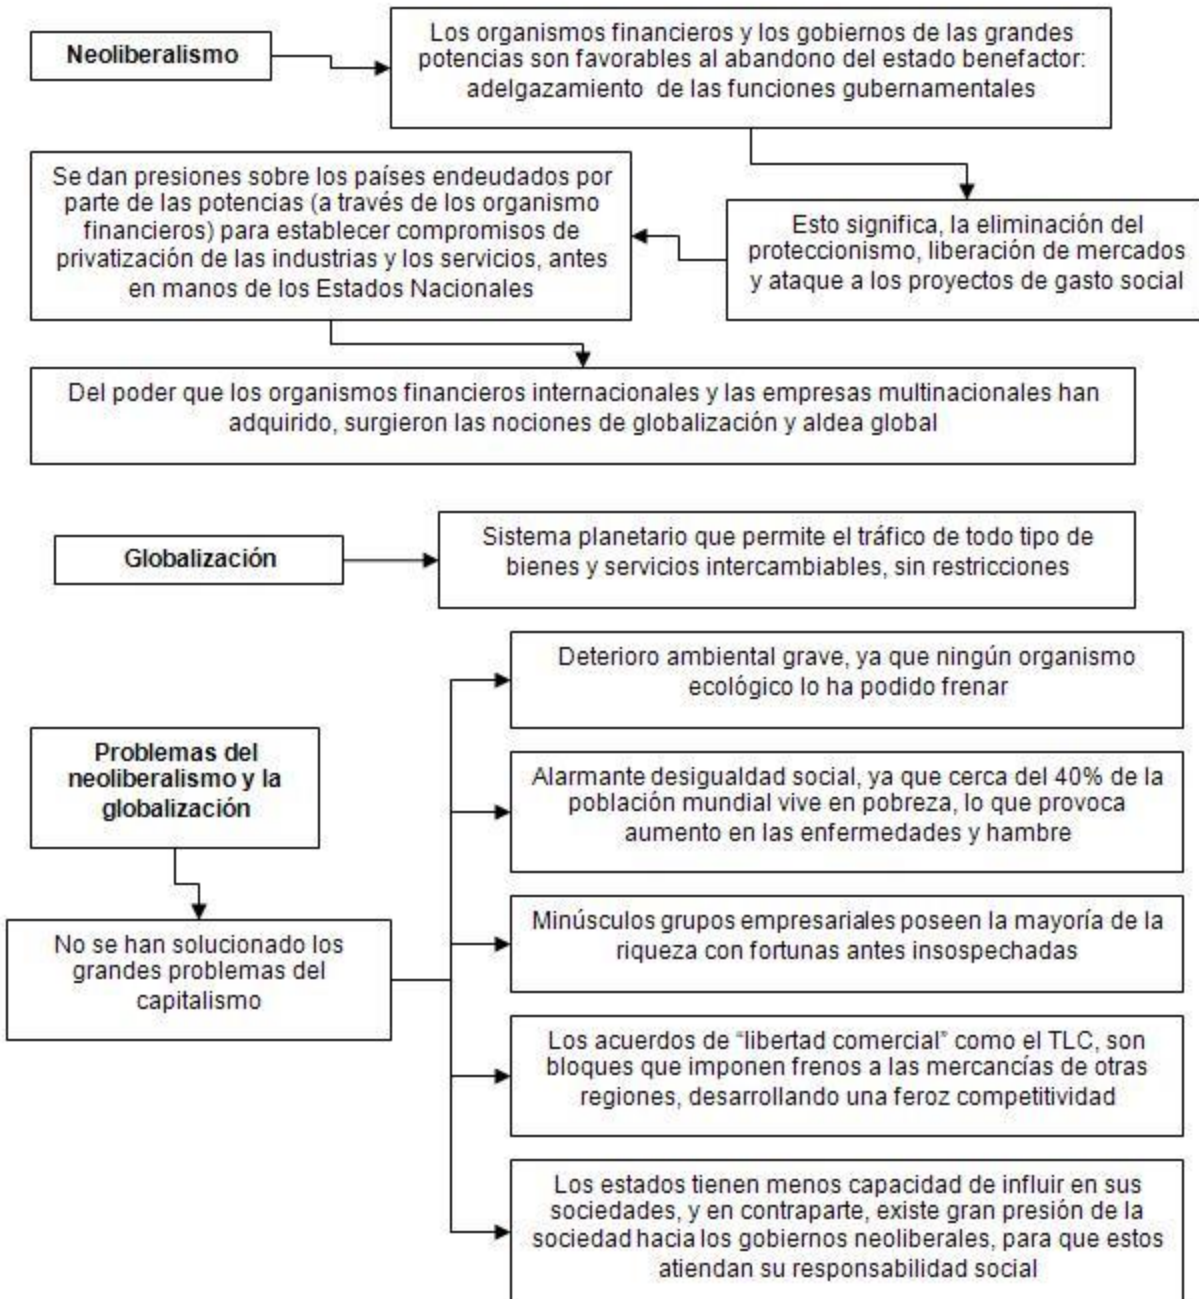 Neoliberalismo
Los organismos financieros y los gobiernos de las grandes
potencias son favorables al abandono del estado benefactor:
adelgazamiento de las funciones gubernamentales
Esto significa, la eliminación del
proteccionismo, liberación de mercados
y ataque a los proyectos de gasto social
Se dan presiones sobre los países endeudados por
parte de las potencias (a través de los organismo
financieros) para establecer compromisos de
privatización de las industrias y los servicios, antes
en manos de los Estados Nacionales
Del poder que los organismos financieros internacionales y las empresas multinacionales han
adquirido, surgieron las nociones de globalización y aldea global
Globalización
Sistema planetario que permite el tráfico de todo tipo de
bienes y servicios intercambiables, sin restricciones
Problemas del
neoliberalismo y la
globalización
No se han solucionado los
grandes problemas del
capitalismo
Deterioro ambiental grave, ya que ningún organismo
ecológico lo ha podido frenar
Alarmante desigualdad social, ya que cerca del 40% de la
población mundial vive en pobreza, lo que provoca
aumento en las enfermedades y hambre
Minúsculos grupos empresariales poseen la mayoría de la
riqueza con fortunas antes insospechadas
Los acuerdos de “libertad comercial” como el TLC, son
bloques que imponen frenos a las mercancías de otras
regiones, desarrollando una feroz competitividad
Los estados tienen menos capacidad de influir en sus
sociedades, y en contraparte, existe gran presión de la
sociedad hacia los gobiernos neoliberales, para que estos
atiendan su responsabilidad social